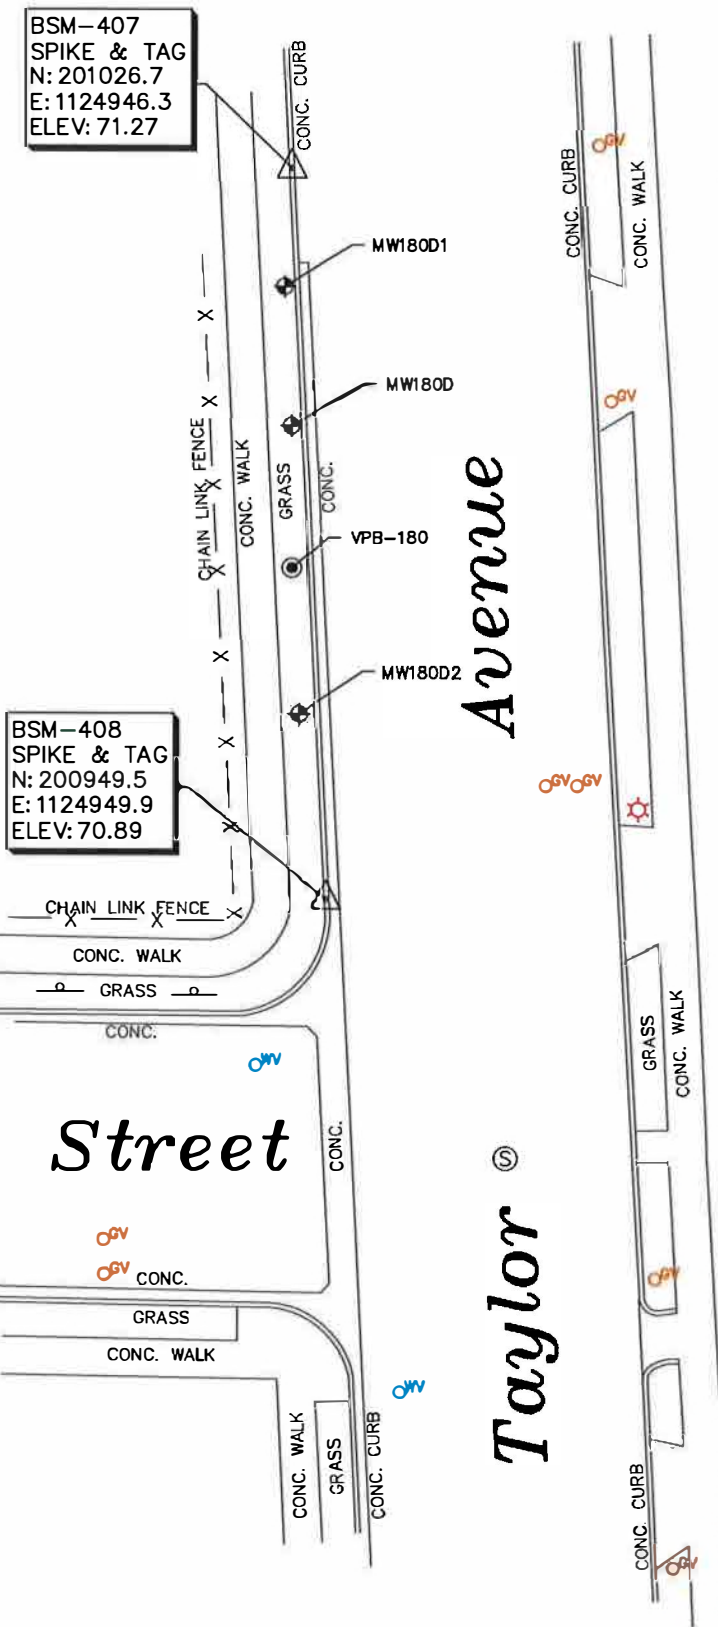 BSM-407
SPIKE & TAG
N: 201026.7
E: 1124946.3
ELEV: 71.27
CONC. CURB
GV
CONC. CURB
CONC. WALK
MW180D1
MW180D
GV
CHAIN LINK FENCE
CONC. WALK
GRASS
CONC.
VPB-180
Avenue
MW180D2
BSM-408
SPIKE & TAG
N: 200949.5
E: 1124949.9
ELEV: 70.89
GV GV
CHAIN LINK FENCE
CONC. WALK
GRASS
CONC.
WV
GRASS
CONC. WALK
Street
CONC.
S
GV
GV
CONC.
GV
GRASS
CONC. WALK
Taylor
WV
CONC. WALK
GRASS
CONC. CURB
CONC. CURB
GV